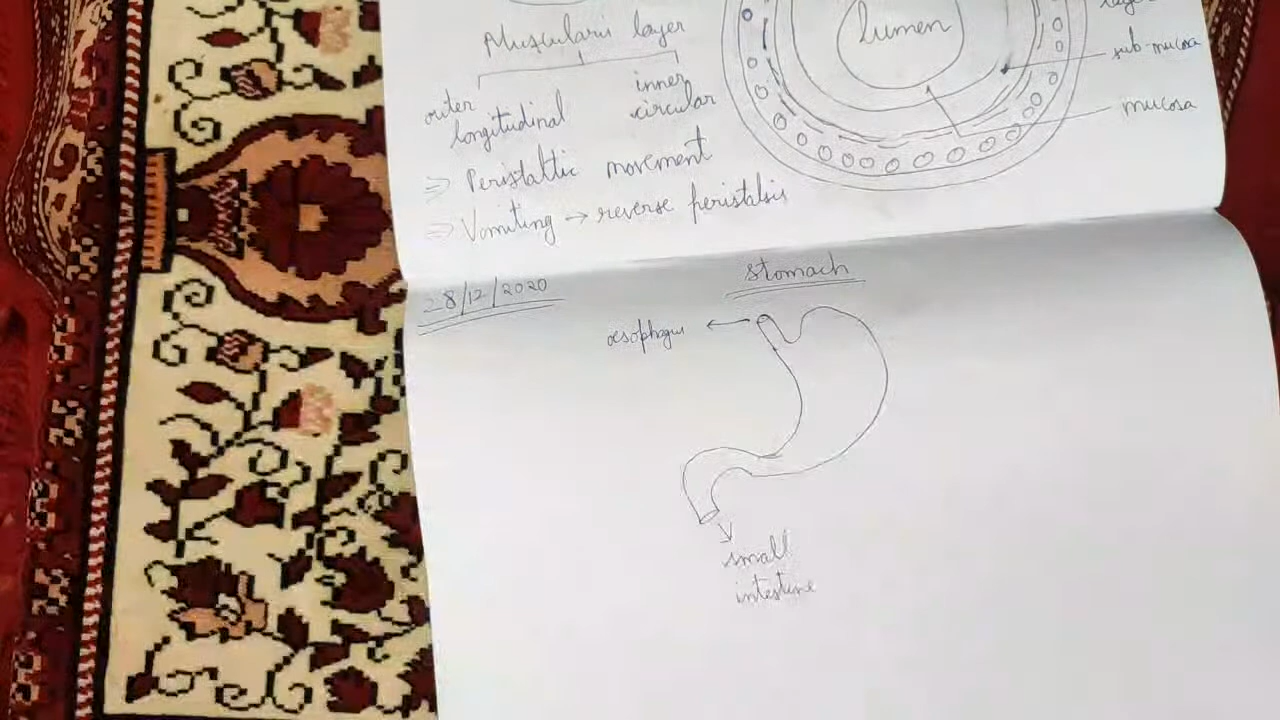 Muscularis layer
outer
longitudinal
inner
circular
⇒ Peristaltic movement
⇒ Vomiting → reverse peristalsis
lumen
sub-mucosa
mucosa
28/12/2020
Stomach
oesophagus
small
intestine